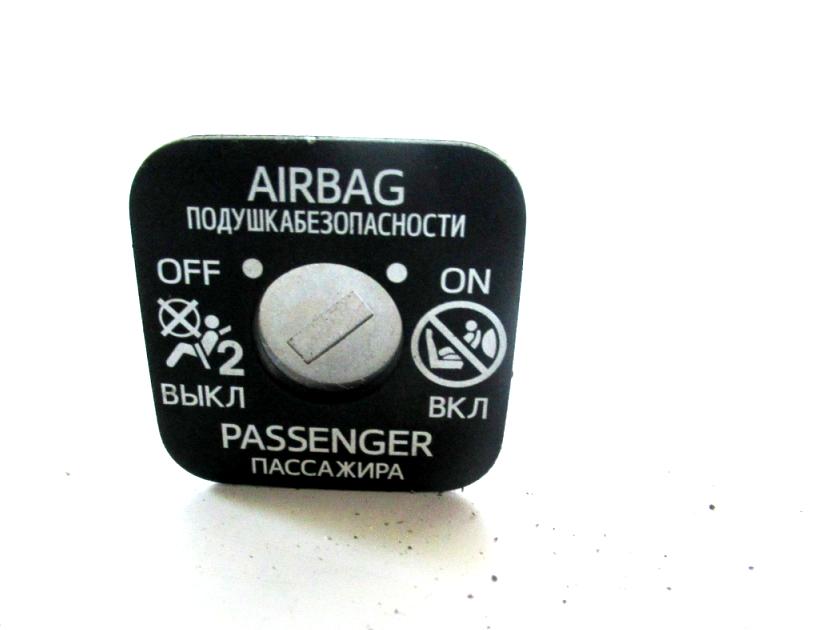 AIRBAG
ПОДУШКАБЕЗОПАСНОСТИ
OFF
ON
2
ВЫКЛ
ВКЛ
PASSENGER
ПАССАЖИРА